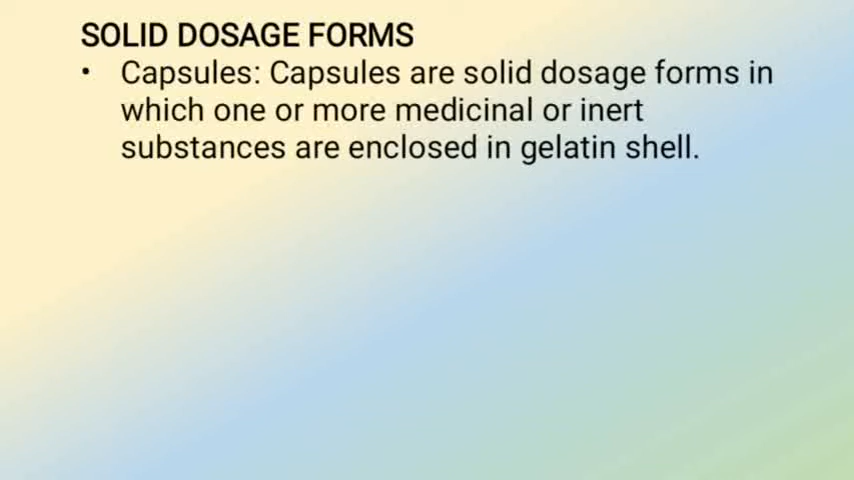 SOLID DOSAGE FORMS
• Capsules: Capsules are solid dosage forms in
which one or more medicinal or inert
substances are enclosed in gelatin shell.